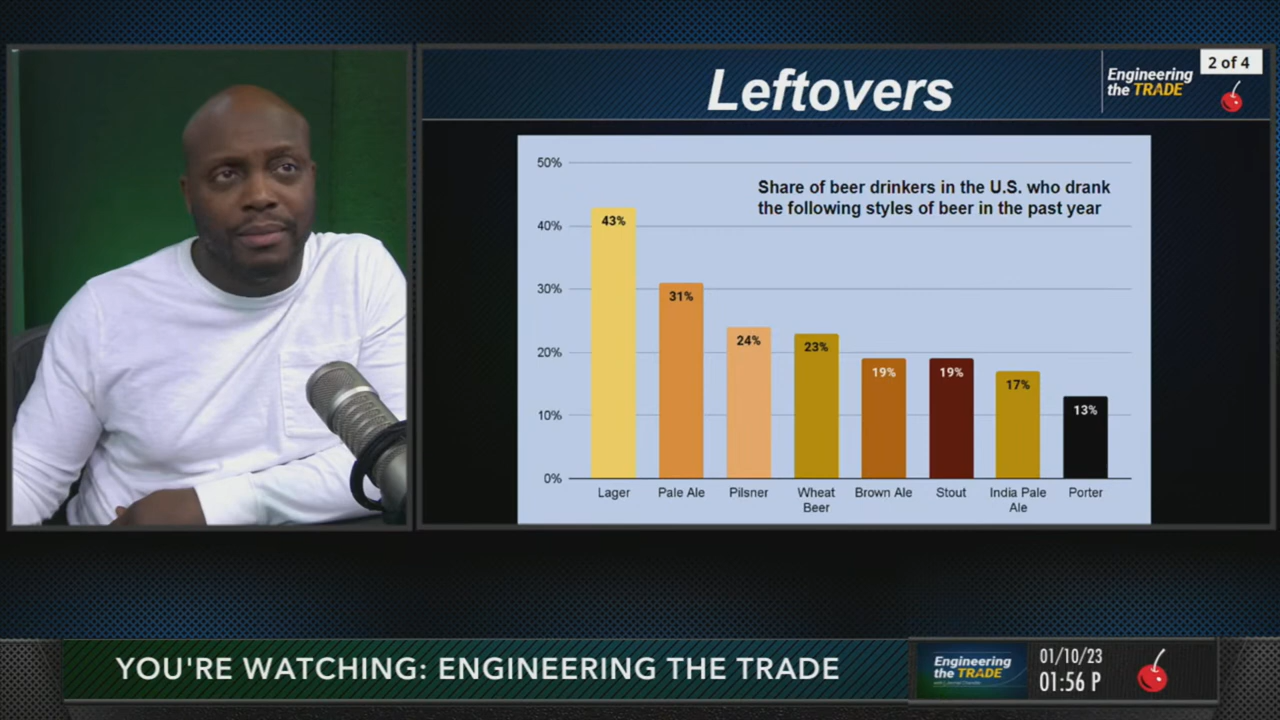 Leftovers
Engineering
the TRADE
2 of 4
Share of beer drinkers in the U.S. who drank
the following styles of beer in the past year
50%
40%
30%
20%
10%
0%
43%
31%
24%
23%
19%
19%
17%
13%
Lager
Pale Ale
Pilsner
Wheat
Beer
Brown Ale
Stout
India Pale
Ale
Porter
YOU'RE WATCHING: ENGINEERING THE TRADE
Engineering
the TRADE
01/10/23
01:56 P